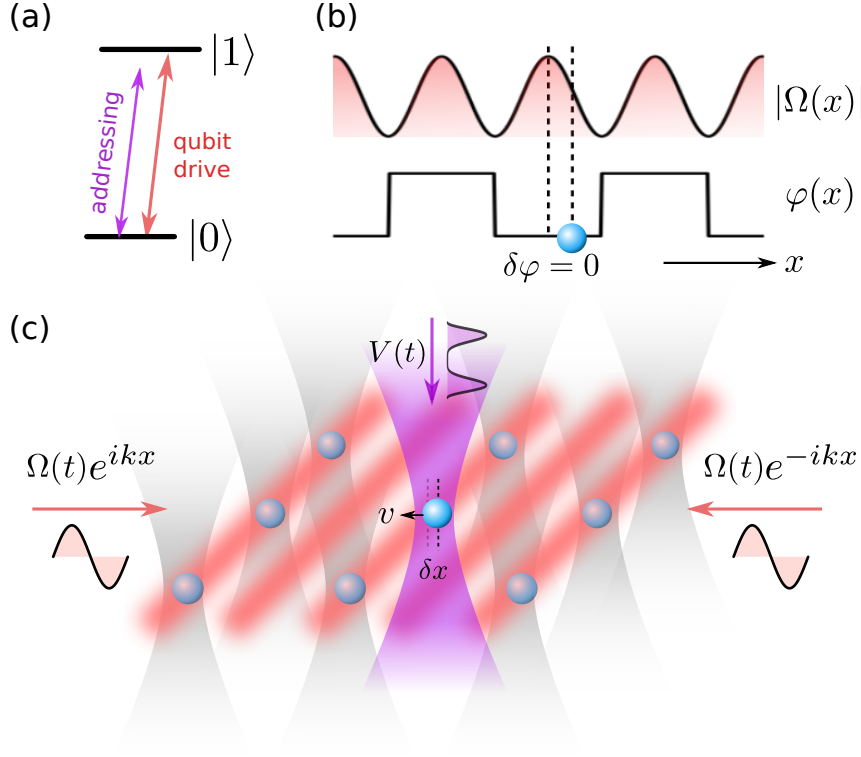 (a)
|1⟩
addressing
qubit
drive
|0⟩
(b)
|Ω(x)|
φ(x)
δφ = 0
x
(c)
V(t)
Ω(t)e^{ikx}
Ω(t)e^{-ikx}
v
δx